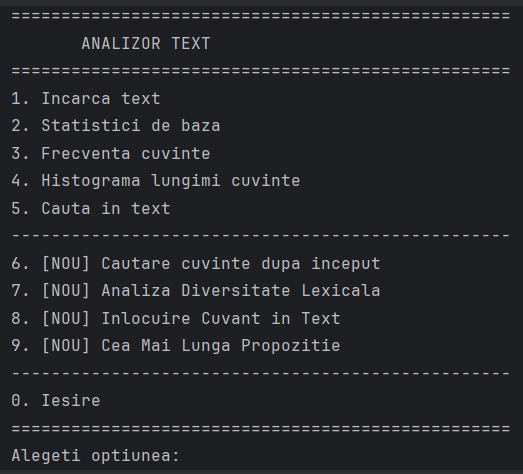 ==================================================
       ANALIZOR TEXT
==================================================
1. Incarca text
2. Statistici de baza
3. Frecventa cuvinte
4. Histograma lungimi cuvinte
5. Cauta in text
--------------------------------------------------
6. [NOU] Cautare cuvinte dupa inceput
7. [NOU] Analiza Diversitate Lexicala
8. [NOU] Inlocuire Cuvant in Text
9. [NOU] Cea Mai Lunga Propozitie
--------------------------------------------------
0. Iesire
==================================================
Alegeti optiunea: